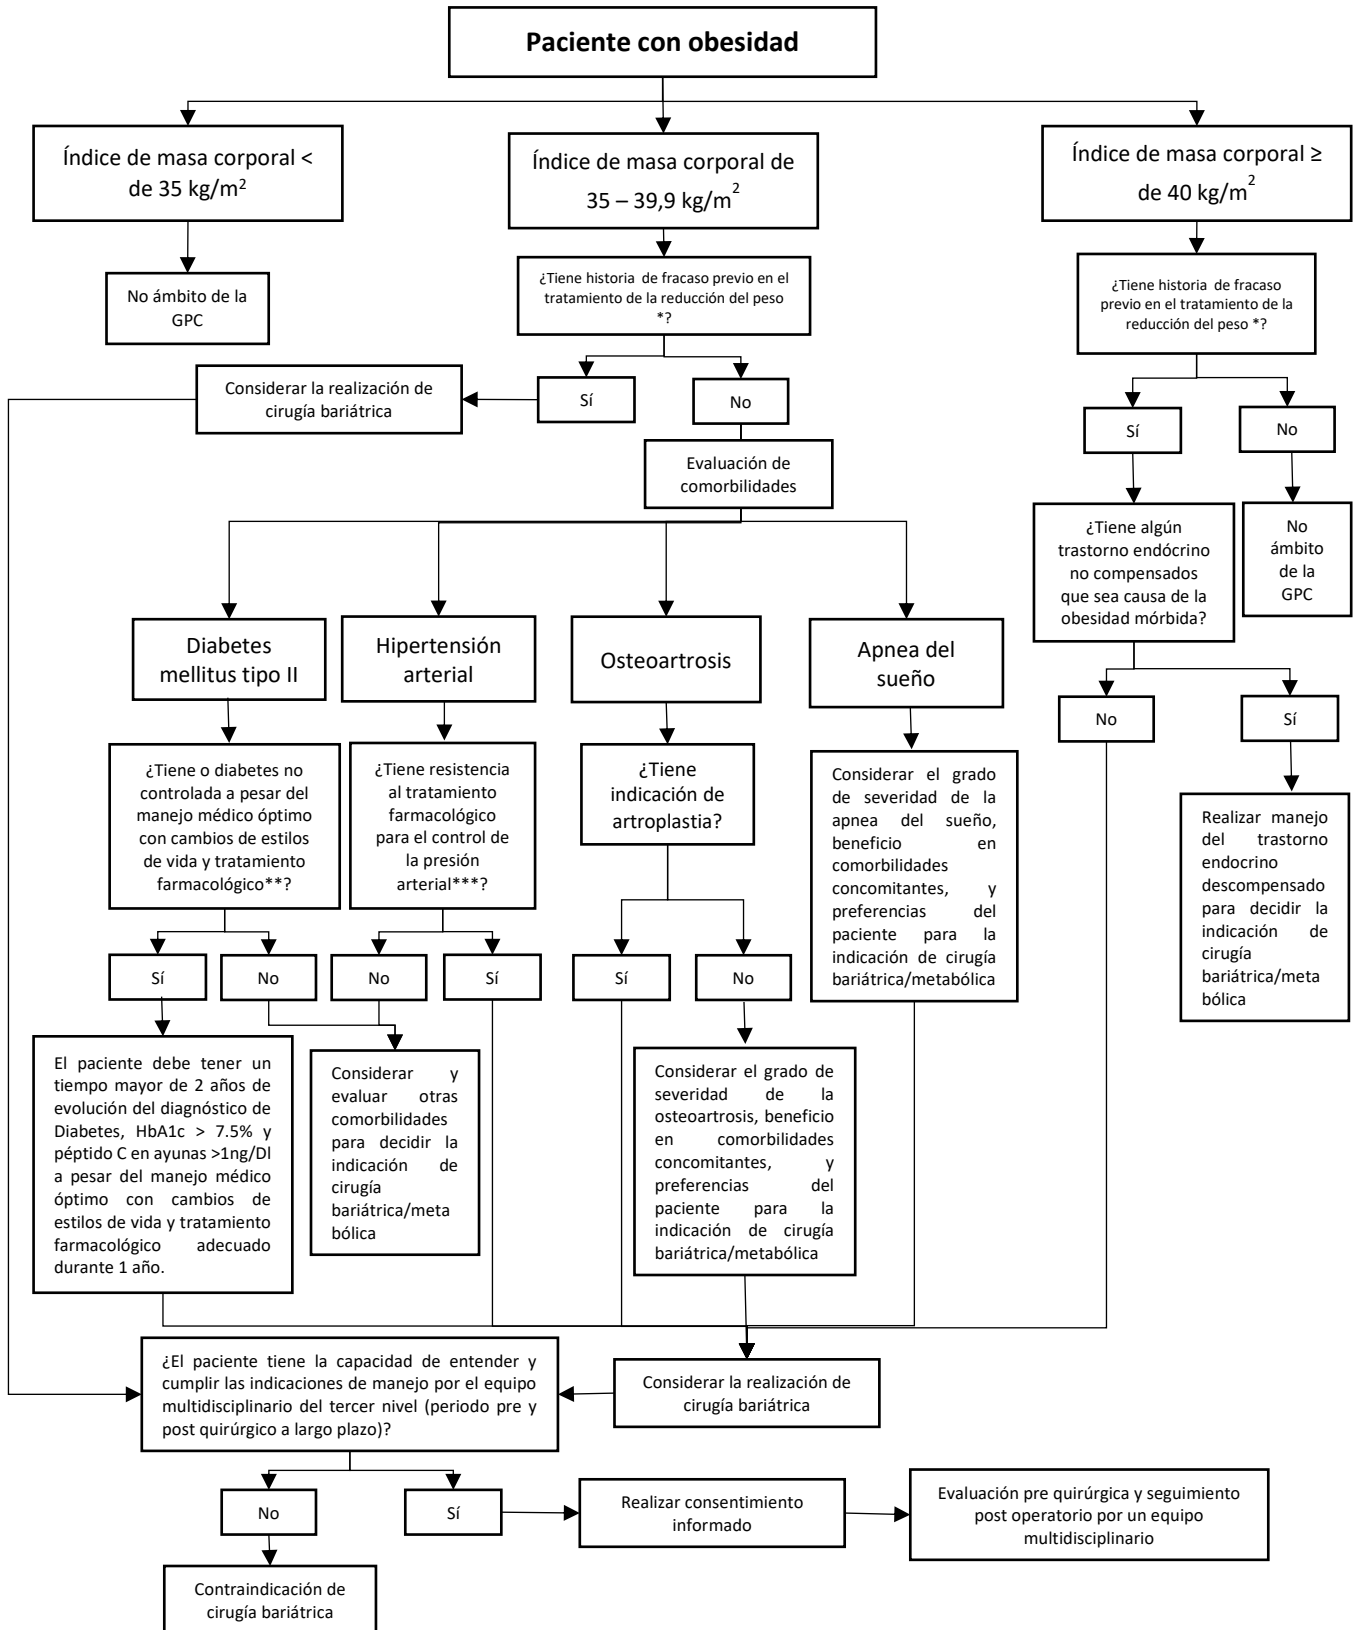 Paciente con obesidad
Índice de masa corporal <
de 35 kg/m²
Índice de masa corporal de
35 – 39,9 kg/m²
Índice de masa corporal ≥
de 40 kg/m²
No ámbito de la
GPC
¿Tiene historia de fracaso previo en el
tratamiento de la reducción del peso
*?
¿Tiene historia de fracaso
previo en el tratamiento de la
reducción del peso *?
Considerar la realización de
cirugía bariátrica
Sí
No
Sí
No
Evaluación de
comorbilidades
¿Tiene algún
trastorno endócrino
no compensados
que sea causa de la
obesidad mórbida?
No
ámbito
de la
GPC
Diabetes
mellitus tipo II
Hipertensión
arterial
Osteoartrosis
Apnea del
sueño
No
Sí
¿Tiene o diabetes no
controlada a pesar del
manejo médico óptimo
con cambios de estilos
de vida y tratamiento
farmacológico**?
¿Tiene resistencia
al tratamiento
farmacológico
para el control de
la presión
arterial***?
¿Tiene
indicación de
artroplastia?
Considerar el grado
de severidad de la
apnea del sueño,
beneficio en
comorbilidades
concomitantes, y
preferencias del
paciente para la
indicación de cirugía
bariátrica/metabólica
Realizar manejo
del trastorno
endocrino
descompensado
para decidir la
indicación de
cirugía
bariátrica/meta
bólica
Sí
No
No
Sí
Sí
No
El paciente debe tener un
tiempo mayor de 2 años de
evolución del diagnóstico de
Diabetes, HbA1c > 7.5% y
péptido C en ayunas >1ng/Dl
a pesar del manejo médico
óptimo con cambios de
estilos de vida y tratamiento
farmacológico adecuado
durante 1 año.
Considerar y
evaluar otras
comorbilidades
para decidir la
indicación de
cirugía
bariátrica/meta
bólica
Considerar el grado de
severidad de la
osteoartrosis, beneficio
en comorbilidades
concomitantes, y
preferencias del
paciente para la
indicación de cirugía
bariátrica/metabólica
¿El paciente tiene la capacidad de entender y
cumplir las indicaciones de manejo por el equipo
multidisciplinario del tercer nivel (periodo pre y
post quirúrgico a largo plazo)?
Considerar la realización de
cirugía bariátrica
No
Sí
Realizar consentimiento
informado
Evaluación pre quirúrgica y seguimiento
post operatorio por un equipo
multidisciplinario
Contraindicación de
cirugía bariátrica